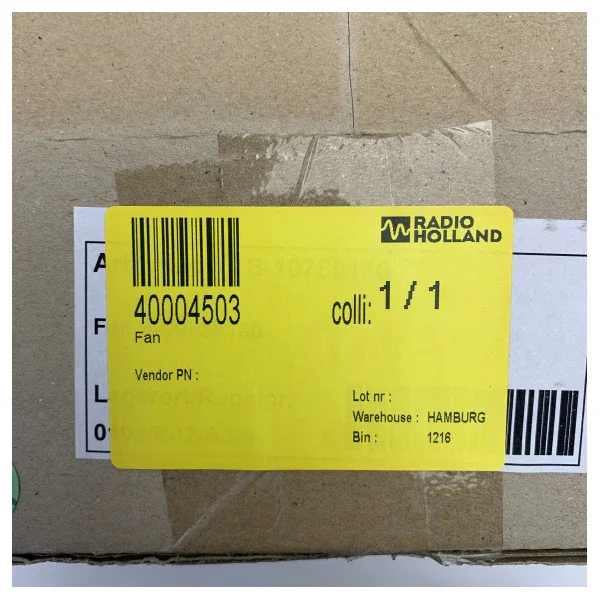 RADIO
HOLLAND
40004503
colli: 1 / 1
Fan
Vendor PN :
Lot nr :
Warehouse : HAMBURG
Bin : 1216